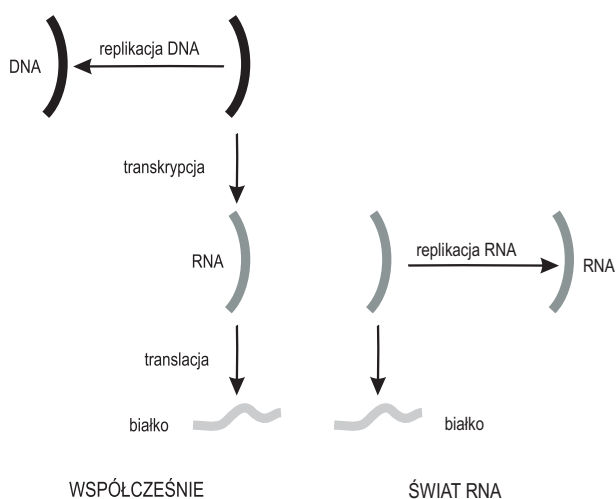 replikacja DNA
DNA
transkrypcja
RNA
replikacja RNA
RNA
translacja
białko
białko
WSPÓŁCZEŚNIE
ŚWIAT RNA